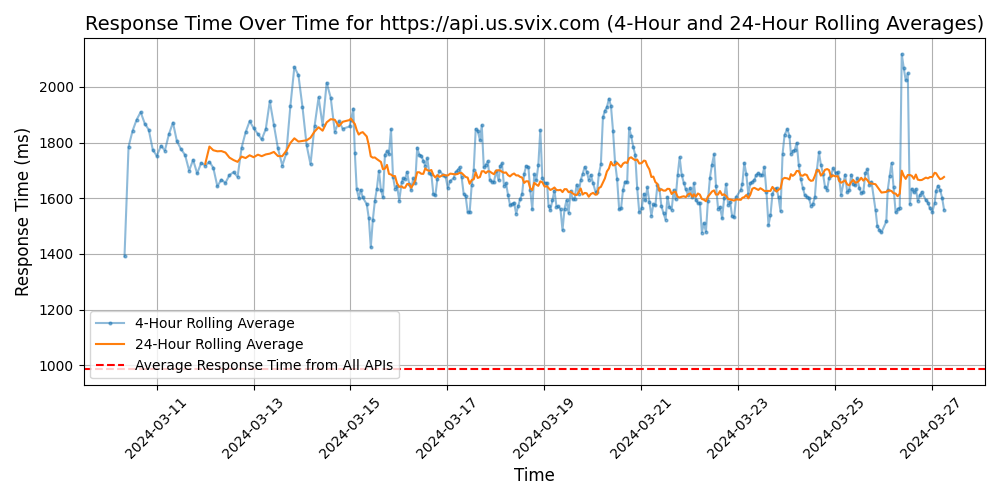 Response Time Over Time for https://api.us.svix.com (4-Hour and 24-Hour Rolling Averages)
Response Time (ms)
2000
1800
1600
1400
1200
1000
4-Hour Rolling Average
24-Hour Rolling Average
Average Response Time from All APIs
2024-03-11
2024-03-13
2024-03-15
2024-03-17
2024-03-19
2024-03-21
2024-03-23
2024-03-25
2024-03-27
Time